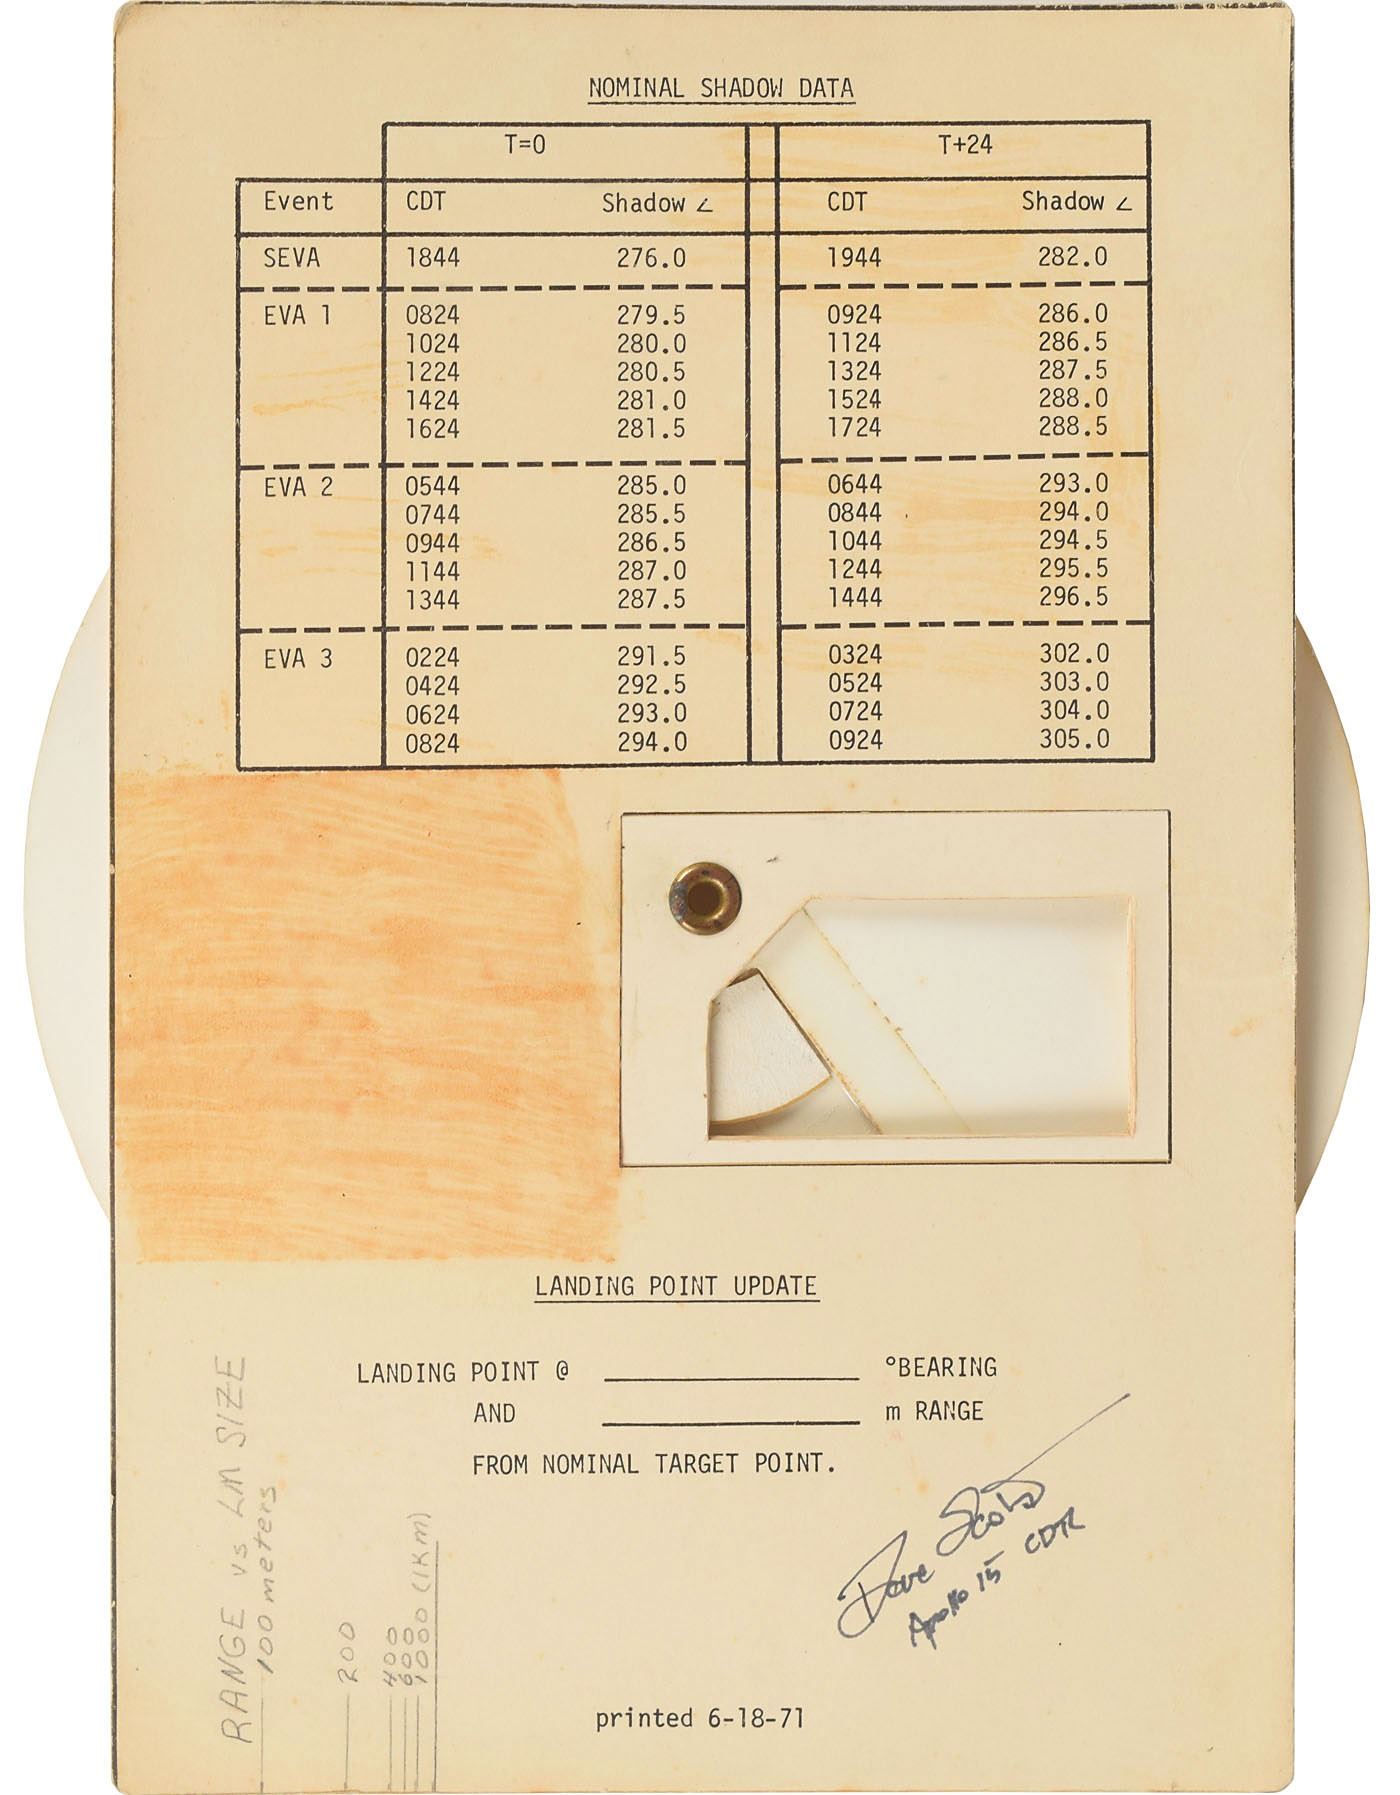 NOMINAL SHADOW DATA
T=0 T+24
Event CDT Shadow ∠ CDT Shadow ∠
SEVA 1844 276.0 1944 282.0
EVA 1 0824 279.5 0924 286.0
1024 280.0 1124 286.5
1224 280.5 1324 287.5
1424 281.0 1524 288.0
1624 281.5 1724 288.5
EVA 2 0544 285.0 0644 293.0
0744 285.5 0844 294.0
0944 286.5 1044 294.5
1144 287.0 1244 295.5
1344 287.5 1444 296.5
EVA 3 0224 291.5 0324 302.0
0424 292.5 0524 303.0
0624 293.0 0724 304.0
0824 294.0 0924 305.0
LANDING POINT UPDATE
LANDING POINT @ ________ °BEARING
AND ________ m RANGE
FROM NOMINAL TARGET POINT.
RANGE vs LM SIZE
100 meters
200
400
600
1000 (1KM)
Dave Scott
Apollo 15 CDR
printed 6-18-71